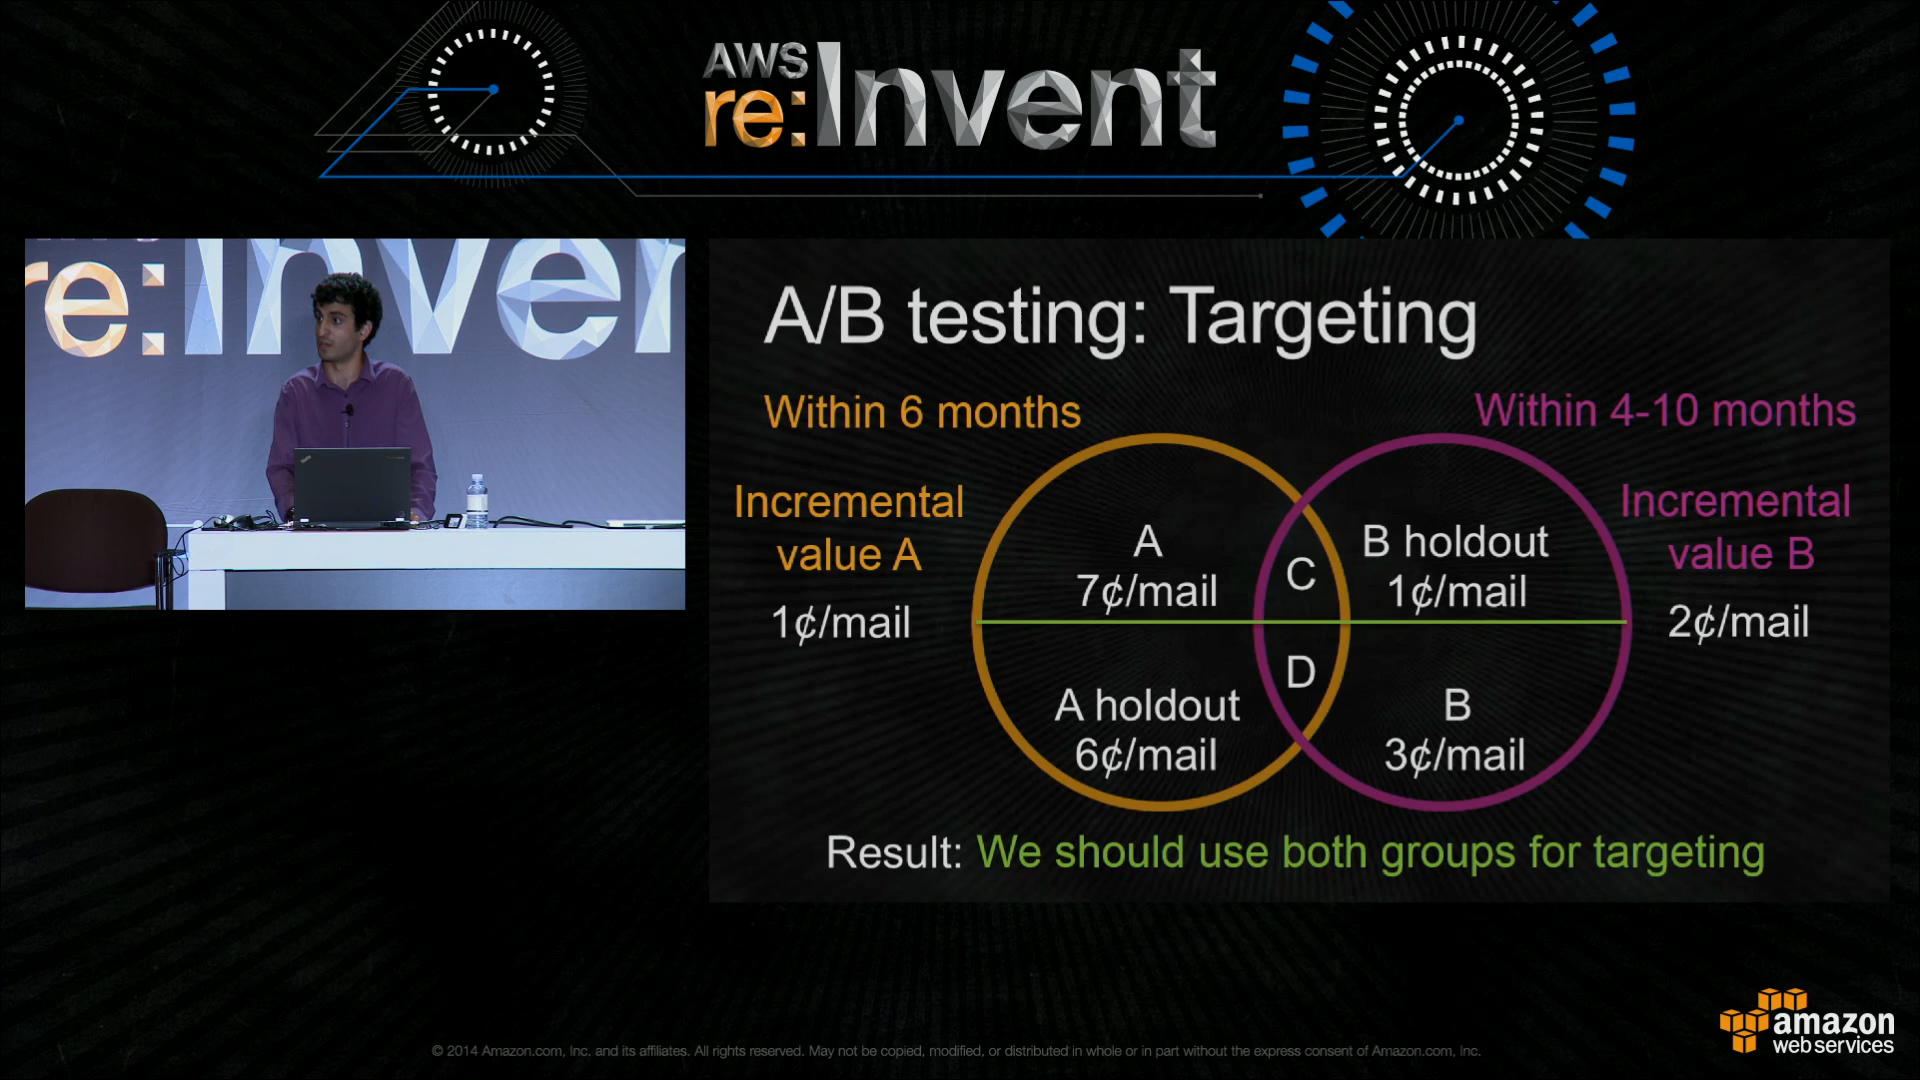 AWS
re:Invent
re:Inven
A/B testing: Targeting
Within 6 months
Within 4-10 months
Incremental
value A
1¢/mail
A
7¢/mail
C
B holdout
1¢/mail
Incremental
value B
2¢/mail
A holdout
6¢/mail
D
B
3¢/mail
Result: We should use both groups for targeting
amazon
web services
© 2014 Amazon.com, Inc. and its affiliates. All rights reserved. May not be copied, modified, or distributed in whole or in part without the express consent of Amazon.com, Inc.